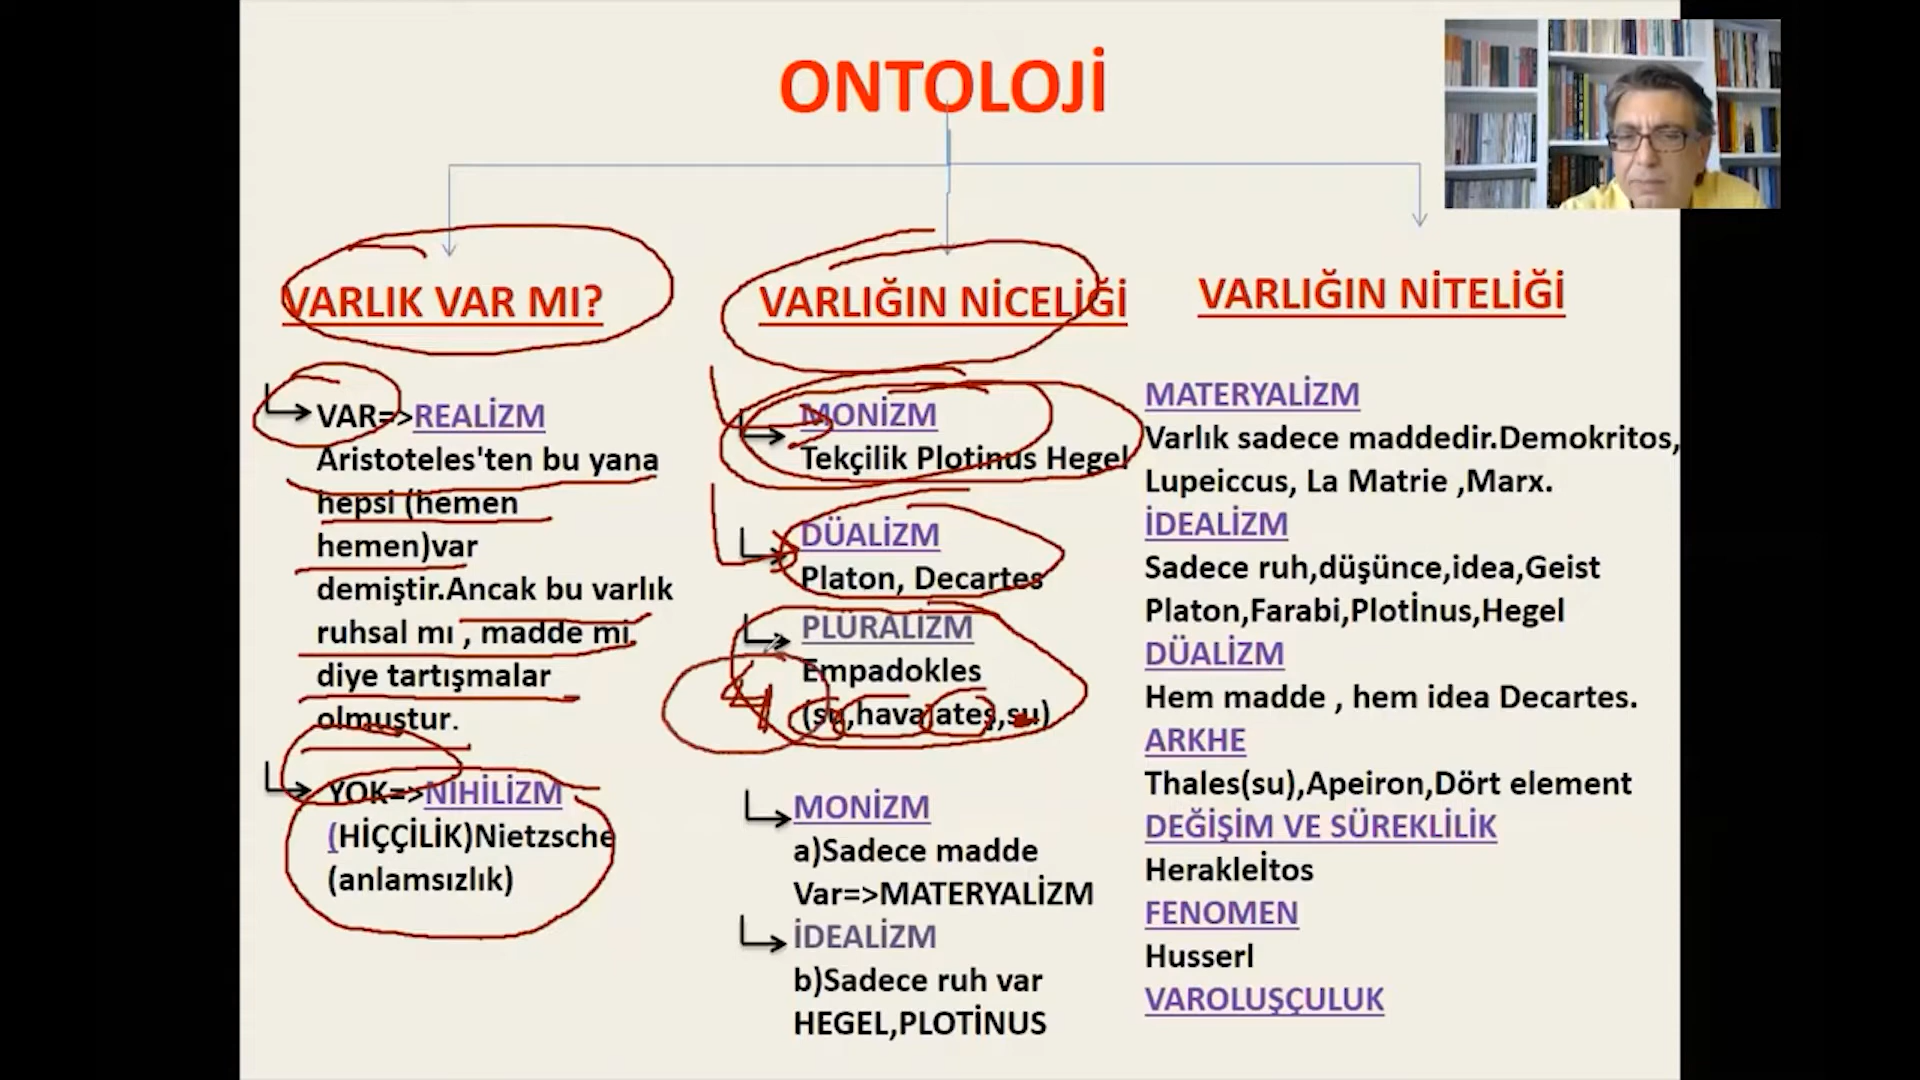 ONTOLOJİ
VARLIK VAR MI?
VAR=>REALİZM
Aristoteles'ten bu yana
hepsi (hemen
hemen)var
demiştir.Ancak bu varlık
ruhsal mı , madde mi
diye tartışmalar
olmuştur.
YOK=>NİHİLİZM
(HİÇÇİLİK)Nietzsche
(anlamsızlık)
VARLIĞIN NİCELİĞİ
MONİZM
Tekçilik Plotinus Hegel
DÜALİZM
Platon, Decartes
PLÜRALİZM
Empadokles
(su,hava,ateş,su)
4
MONİZM
a)Sadece madde
Var=>MATERYALİZM
İDEALİZM
b)Sadece ruh var
HEGEL,PLOTİNUS
VARLIĞIN NİTELİĞİ
MATERYALİZM
Varlık sadece maddedir.Demokritos,
Lupeiccus, La Matrie ,Marx.
İDEALİZM
Sadece ruh,düşünce,idea,Geist
Platon,Farabi,Plotİnus,Hegel
DÜALİZM
Hem madde , hem idea Decartes.
ARKHE
Thales(su),Apeiron,Dört element
DEĞİŞİM VE SÜREKLİLİK
Herakleİtos
FENOMEN
Husserl
VAROLUŞÇULUK